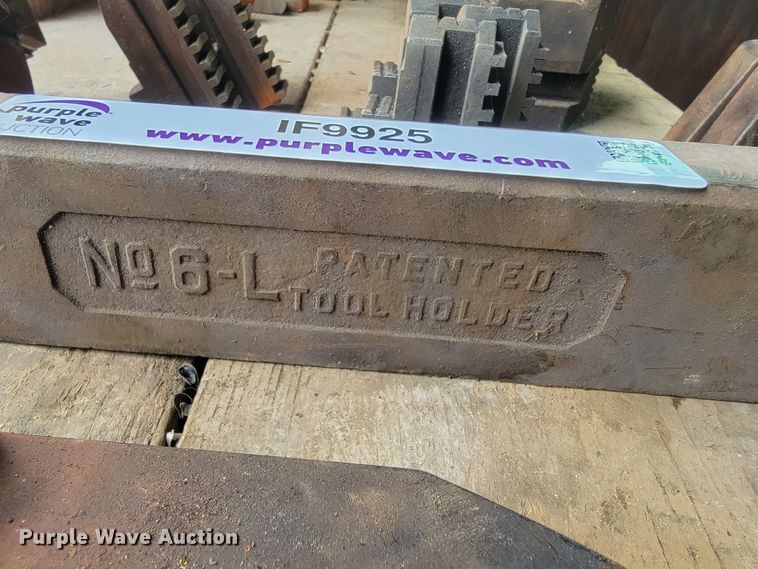 purple
wave
AUCTION
IF9925
www.purplewave.com
No 6-L PATENTED
TOOL HOLDER
Purple Wave Auction